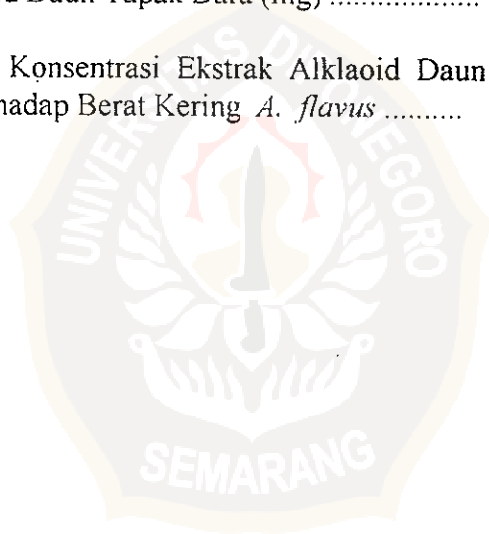 Daun Tapak Dara (mg) ...................
Konsentrasi Ekstrak Alklaoid Daun
hadap Berat Kering A. flavus ..........
UNIVERSITAS DIPONEGORO
SEMARANG